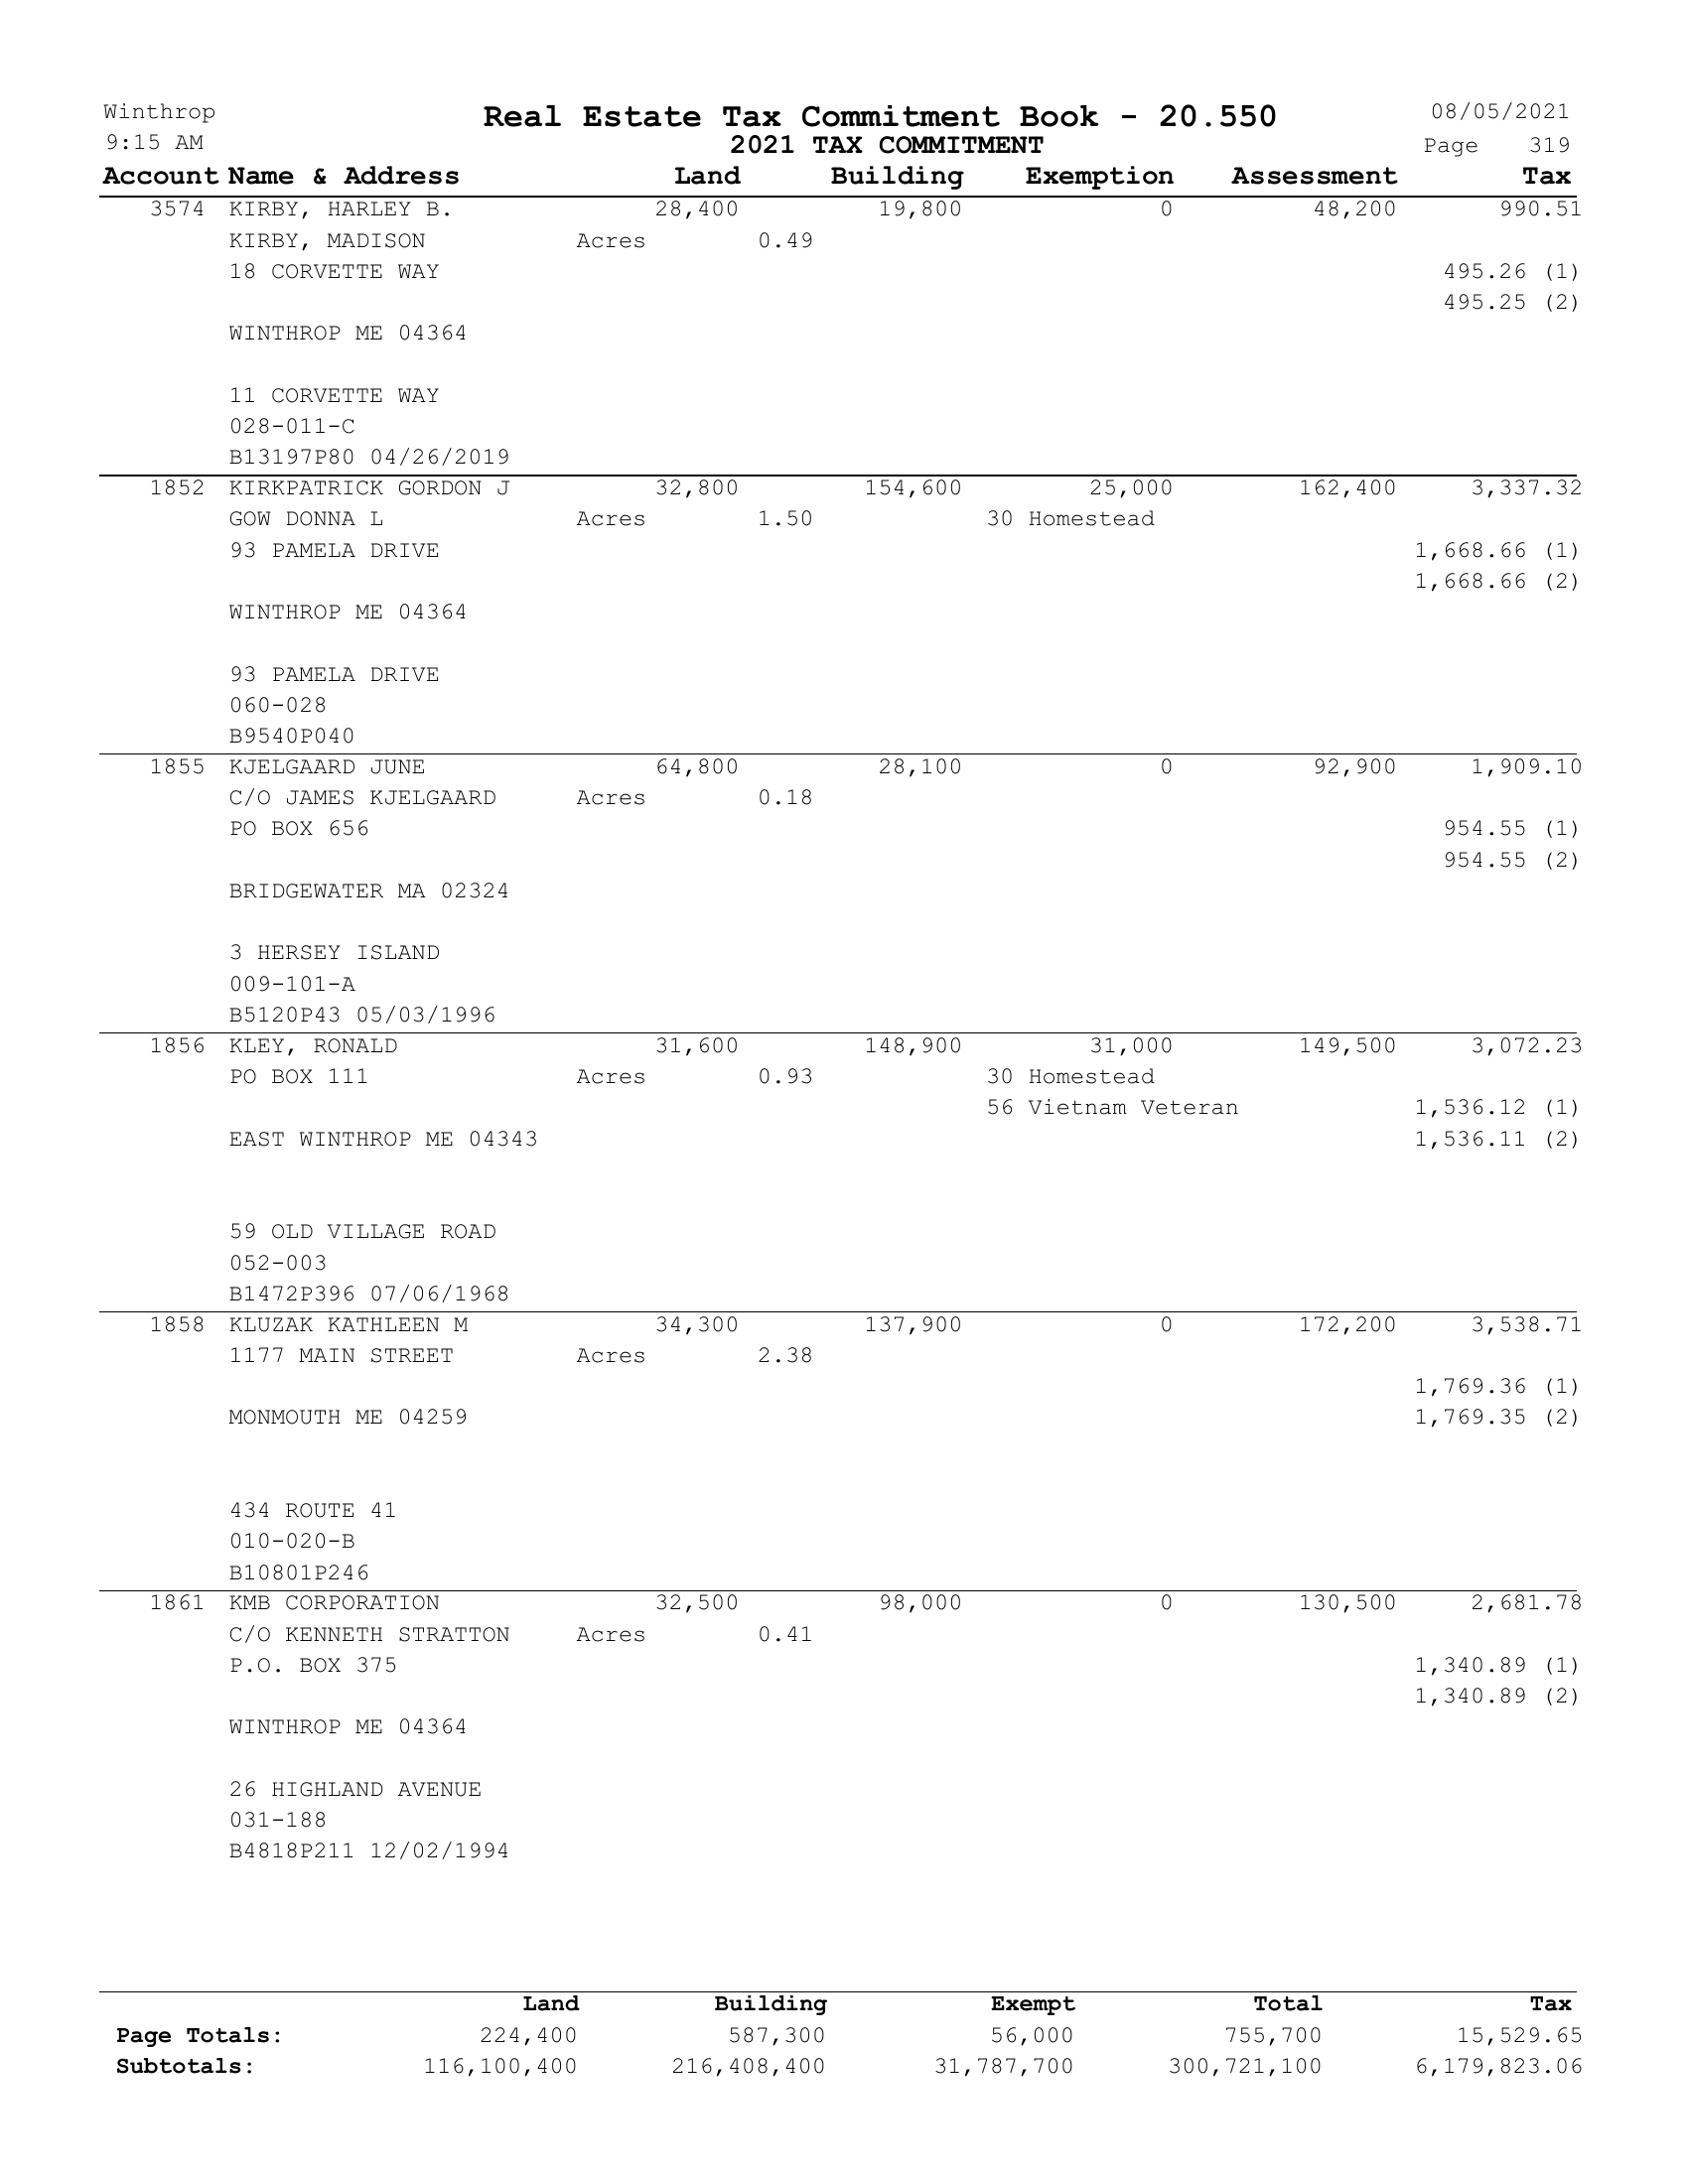 Winthrop Real Estate Tax Commitment Book - 20.550 08/05/2021
9:15 AM 2021 TAX COMMITMENT Page 319
Account Name & Address Land Building Exemption Assessment Tax
3574 KIRBY, HARLEY B. 28,400 19,800 0 48,200 990.51
KIRBY, MADISON Acres 0.49
18 CORVETTE WAY 495.26 (1)
495.25 (2)
WINTHROP ME 04364
11 CORVETTE WAY
028-011-C
B13197P80 04/26/2019
1852 KIRKPATRICK GORDON J 32,800 154,600 25,000 162,400 3,337.32
GOW DONNA L Acres 1.50 30 Homestead
93 PAMELA DRIVE 1,668.66 (1)
1,668.66 (2)
WINTHROP ME 04364
93 PAMELA DRIVE
060-028
B9540P040
1855 KJELGAARD JUNE 64,800 28,100 0 92,900 1,909.10
C/O JAMES KJELGAARD Acres 0.18
PO BOX 656 954.55 (1)
954.55 (2)
BRIDGEWATER MA 02324
3 HERSEY ISLAND
009-101-A
B5120P43 05/03/1996
1856 KLEY, RONALD 31,600 148,900 31,000 149,500 3,072.23
PO BOX 111 Acres 0.93 30 Homestead
56 Vietnam Veteran 1,536.12 (1)
EAST WINTHROP ME 04343 1,536.11 (2)
59 OLD VILLAGE ROAD
052-003
B1472P396 07/06/1968
1858 KLUZAK KATHLEEN M 34,300 137,900 0 172,200 3,538.71
1177 MAIN STREET Acres 2.38
1,769.36 (1)
MONMOUTH ME 04259 1,769.35 (2)
434 ROUTE 41
010-020-B
B10801P246
1861 KMB CORPORATION 32,500 98,000 0 130,500 2,681.78
C/O KENNETH STRATTON Acres 0.41
P.O. BOX 375 1,340.89 (1)
1,340.89 (2)
WINTHROP ME 04364
26 HIGHLAND AVENUE
031-188
B4818P211 12/02/1994
Land Building Exempt Total Tax
Page Totals: 224,400 587,300 56,000 755,700 15,529.65
Subtotals: 116,100,400 216,408,400 31,787,700 300,721,100 6,179,823.06